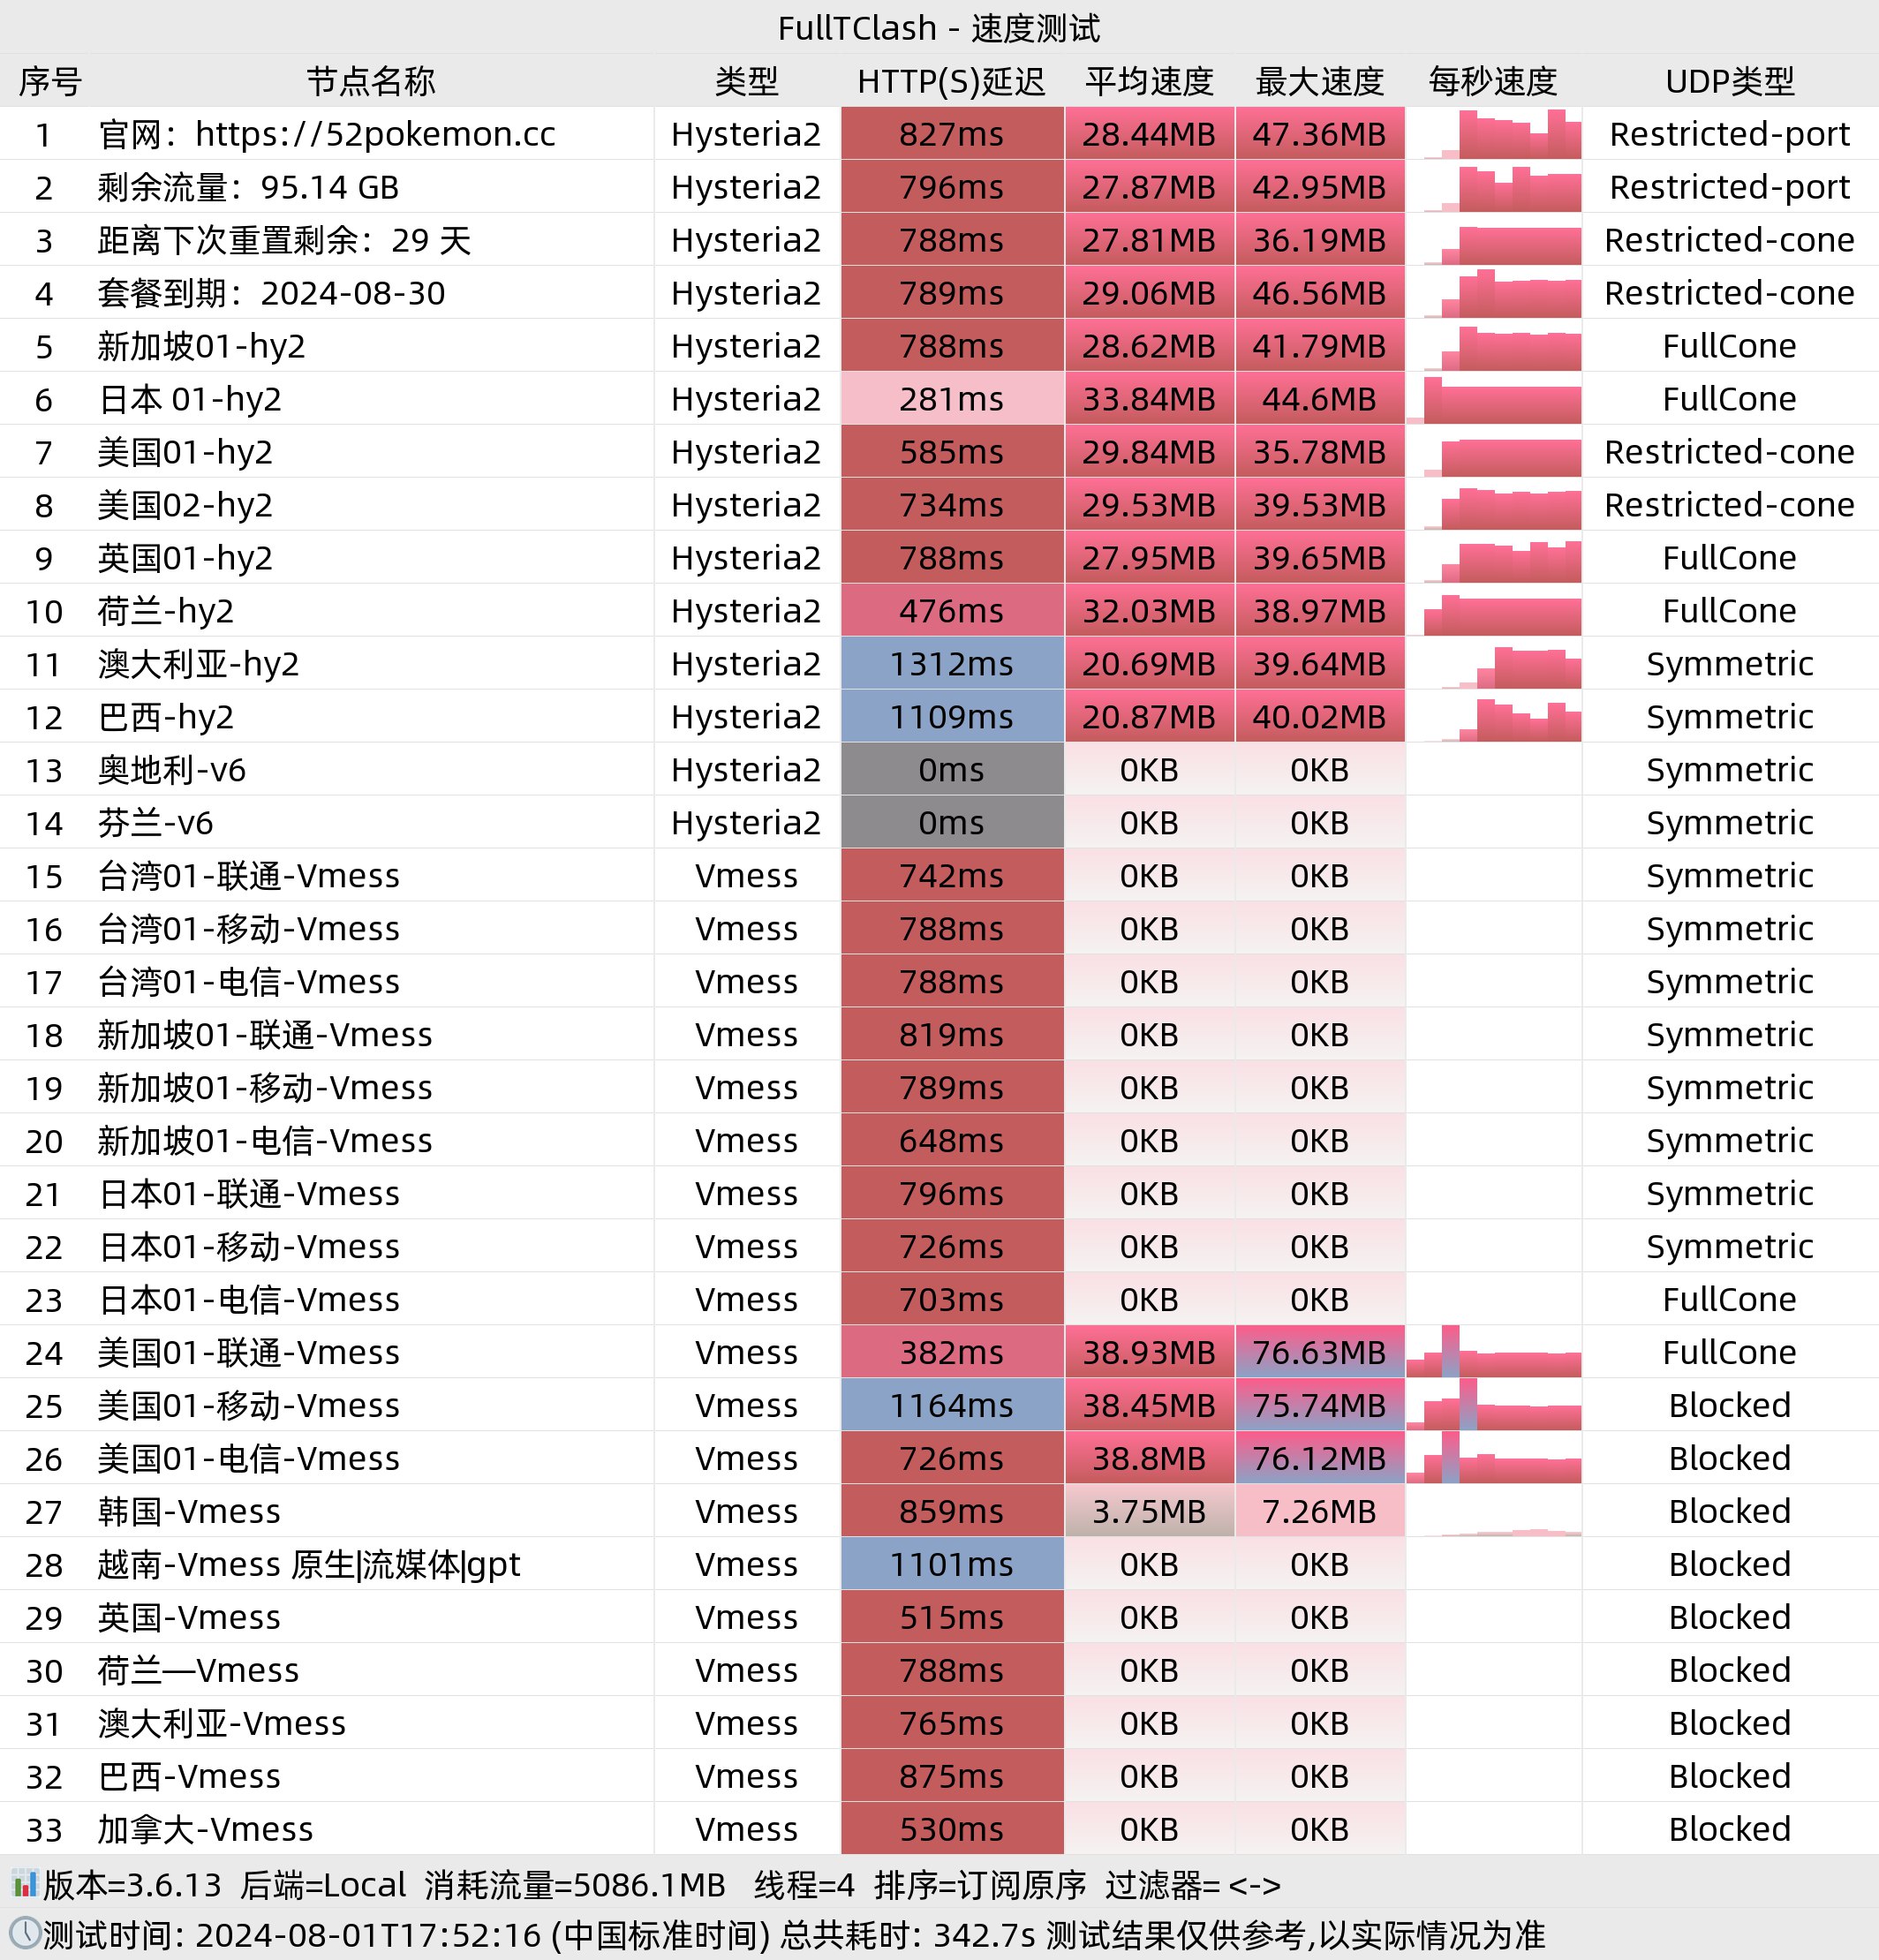 FullTClash - 速度测试
序号 节点名称 类型 HTTP(S)延迟 平均速度 最大速度 每秒速度 UDP类型
1 官网：https://52pokemon.cc Hysteria2 827ms 28.44MB 47.36MB Restricted-port
2 剩余流量：95.14 GB Hysteria2 796ms 27.87MB 42.95MB Restricted-port
3 距离下次重置剩余：29 天 Hysteria2 788ms 27.81MB 36.19MB Restricted-cone
4 套餐到期：2024-08-30 Hysteria2 789ms 29.06MB 46.56MB Restricted-cone
5 新加坡01-hy2 Hysteria2 788ms 28.62MB 41.79MB FullCone
6 日本 01-hy2 Hysteria2 281ms 33.84MB 44.6MB FullCone
7 美国01-hy2 Hysteria2 585ms 29.84MB 35.78MB Restricted-cone
8 美国02-hy2 Hysteria2 734ms 29.53MB 39.53MB Restricted-cone
9 英国01-hy2 Hysteria2 788ms 27.95MB 39.65MB FullCone
10 荷兰-hy2 Hysteria2 476ms 32.03MB 38.97MB FullCone
11 澳大利亚-hy2 Hysteria2 1312ms 20.69MB 39.64MB Symmetric
12 巴西-hy2 Hysteria2 1109ms 20.87MB 40.02MB Symmetric
13 奥地利-v6 Hysteria2 0ms 0KB 0KB Symmetric
14 芬兰-v6 Hysteria2 0ms 0KB 0KB Symmetric
15 台湾01-联通-Vmess Vmess 742ms 0KB 0KB Symmetric
16 台湾01-移动-Vmess Vmess 788ms 0KB 0KB Symmetric
17 台湾01-电信-Vmess Vmess 788ms 0KB 0KB Symmetric
18 新加坡01-联通-Vmess Vmess 819ms 0KB 0KB Symmetric
19 新加坡01-移动-Vmess Vmess 789ms 0KB 0KB Symmetric
20 新加坡01-电信-Vmess Vmess 648ms 0KB 0KB Symmetric
21 日本01-联通-Vmess Vmess 796ms 0KB 0KB Symmetric
22 日本01-移动-Vmess Vmess 726ms 0KB 0KB Symmetric
23 日本01-电信-Vmess Vmess 703ms 0KB 0KB FullCone
24 美国01-联通-Vmess Vmess 382ms 38.93MB 76.63MB FullCone
25 美国01-移动-Vmess Vmess 1164ms 38.45MB 75.74MB Blocked
26 美国01-电信-Vmess Vmess 726ms 38.8MB 76.12MB Blocked
27 韩国-Vmess Vmess 859ms 3.75MB 7.26MB Blocked
28 越南-Vmess 原生|流媒体|gpt Vmess 1101ms 0KB 0KB Blocked
29 英国-Vmess Vmess 515ms 0KB 0KB Blocked
30 荷兰—Vmess Vmess 788ms 0KB 0KB Blocked
31 澳大利亚-Vmess Vmess 765ms 0KB 0KB Blocked
32 巴西-Vmess Vmess 875ms 0KB 0KB Blocked
33 加拿大-Vmess Vmess 530ms 0KB 0KB Blocked
版本=3.6.13 后端=Local 消耗流量=5086.1MB 线程=4 排序=订阅原序 过滤器= <->
测试时间: 2024-08-01T17:52:16 (中国标准时间) 总共耗时: 342.7s 测试结果仅供参考,以实际情况为准